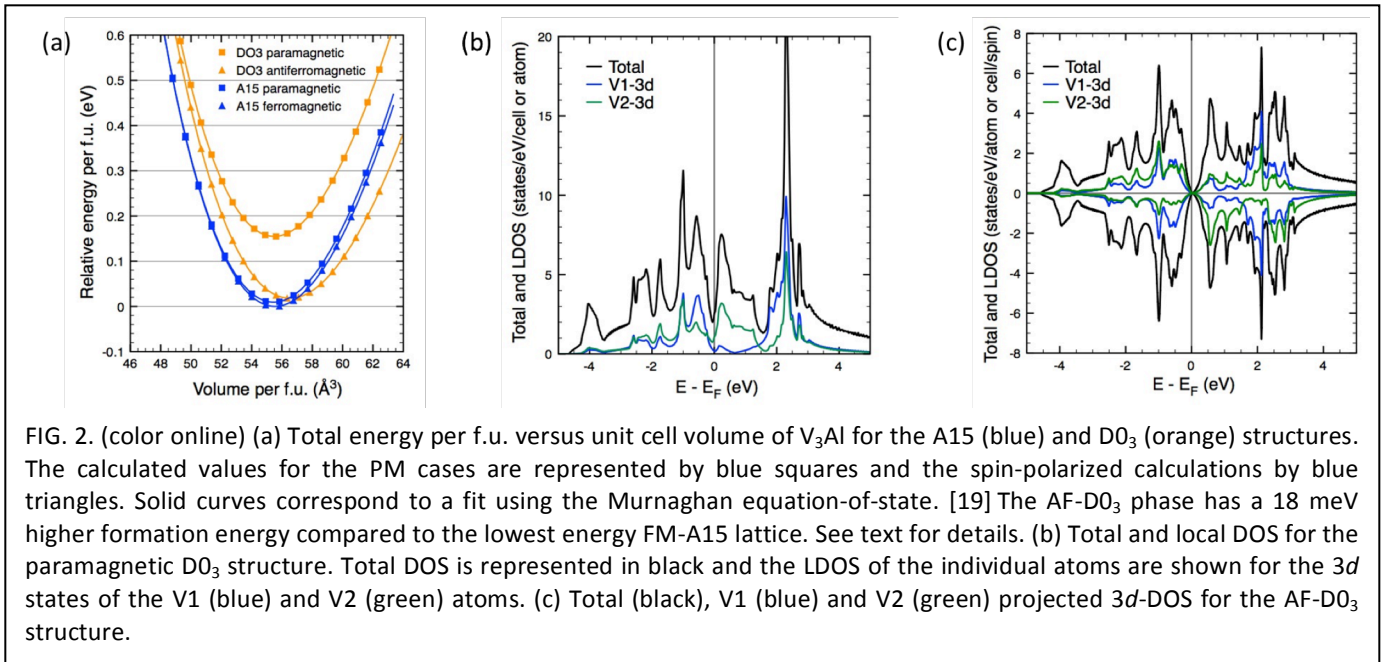 (a)
0.6
0.5
0.4
0.3
0.2
0.1
0
-0.1
Relative energy per f.u. (eV)
DO3 paramagnetic
DO3 antiferromagnetic
A15 paramagnetic
A15 ferromagnetic
46 48 50 52 54 56 58 60 62 64
Volume per f.u. (Å³)
(b)
20
15
10
5
0
Total and LDOS (states/eV/cell or atom)
Total
V1-3d
V2-3d
-4 -2 0 2 4
E - E_F (eV)
(c)
8
6
4
2
0
-2
-4
-6
-8
Total and LDOS (states/eV/atom or cell/spin)
Total
V1-3d
V2-3d
-4 -2 0 2 4
E - E_F (eV)
FIG. 2. (color online) (a) Total energy per f.u. versus unit cell volume of V₃Al for the A15 (blue) and D0₃ (orange) structures.
The calculated values for the PM cases are represented by blue squares and the spin-polarized calculations by blue
triangles. Solid curves correspond to a fit using the Murnaghan equation-of-state. [19] The AF-D0₃ phase has a 18 meV
higher formation energy compared to the lowest energy FM-A15 lattice. See text for details. (b) Total and local DOS for the
paramagnetic D0₃ structure. Total DOS is represented in black and the LDOS of the individual atoms are shown for the 3d
states of the V1 (blue) and V2 (green) atoms. (c) Total (black), V1 (blue) and V2 (green) projected 3d-DOS for the AF-D0₃
structure.